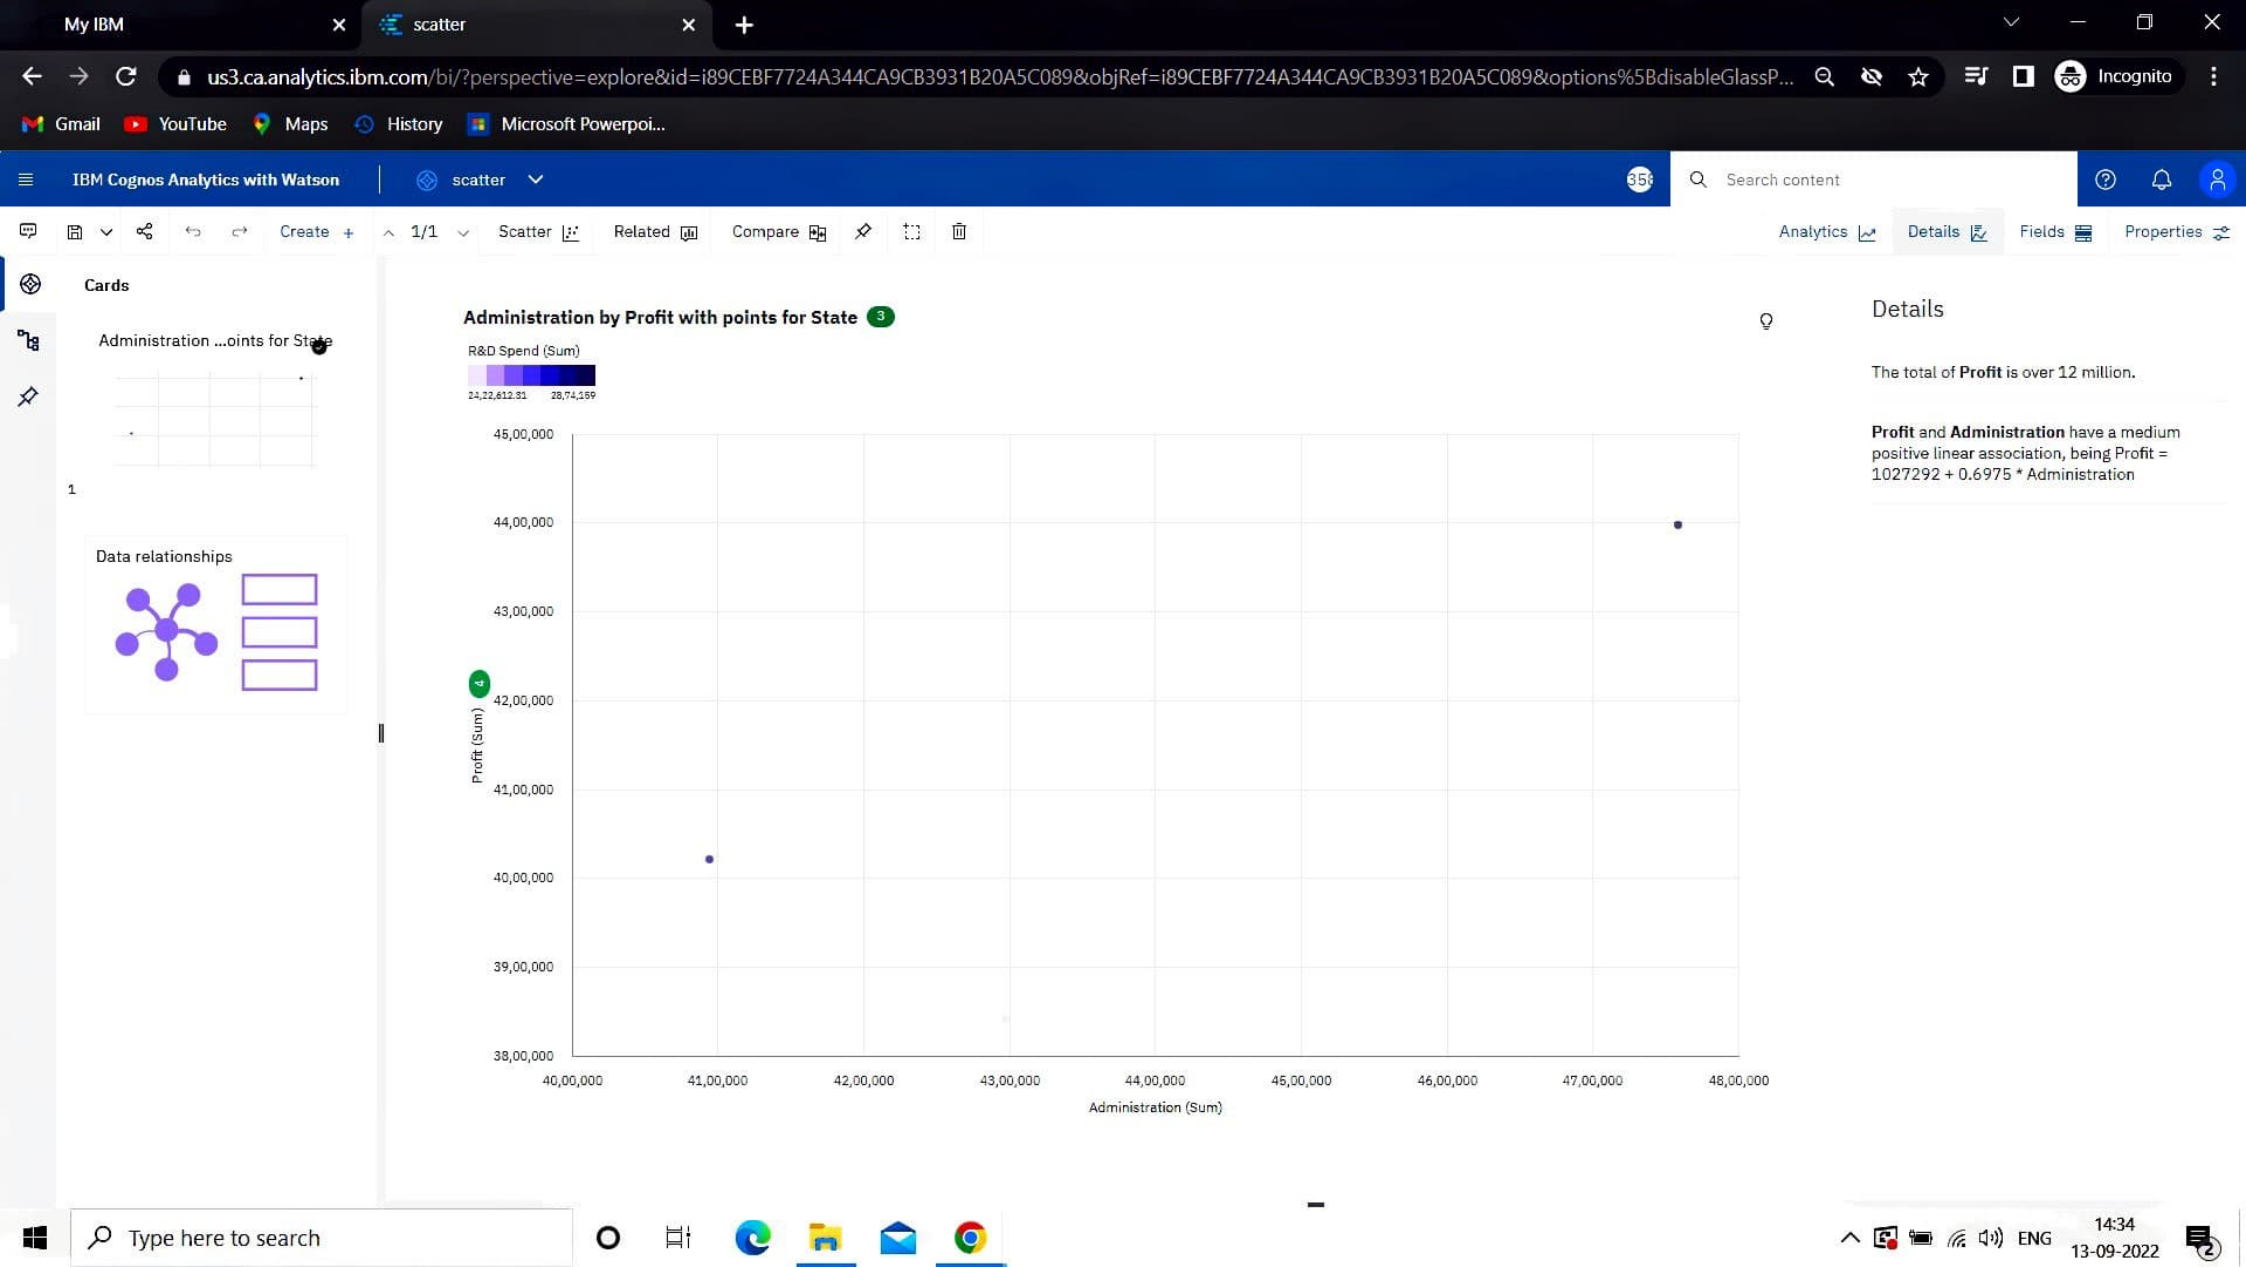 My IBM
scatter
us3.ca.analytics.ibm.com/bi/?perspective=explore&id=i89CEBF7724A344CA9CB3931B20A5C089&objRef=i89CEBF7724A344CA9CB3931B20A5C089&options%5BdisableGlassP...
Incognito
Gmail
YouTube
Maps
History
Microsoft Powerpoi...
IBM Cognos Analytics with Watson
scatter
Search content
Create +
1/1
Scatter
Related
Compare
Analytics
Details
Fields
Properties
Cards
Administration ...oints for State
1
Data relationships
Administration by Profit with points for State 3
R&D Spend (Sum)
24,22,612.31 28,74,159
45,00,000
44,00,000
43,00,000
42,00,000
41,00,000
40,00,000
39,00,000
38,00,000
Profit (Sum) 4
40,00,000 41,00,000 42,00,000 43,00,000 44,00,000 45,00,000 46,00,000 47,00,000 48,00,000
Administration (Sum)
Details
The total of Profit is over 12 million.
Profit and Administration have a medium
positive linear association, being Profit =
1027292 + 0.6975 * Administration
Type here to search
ENG
14:34
13-09-2022
2